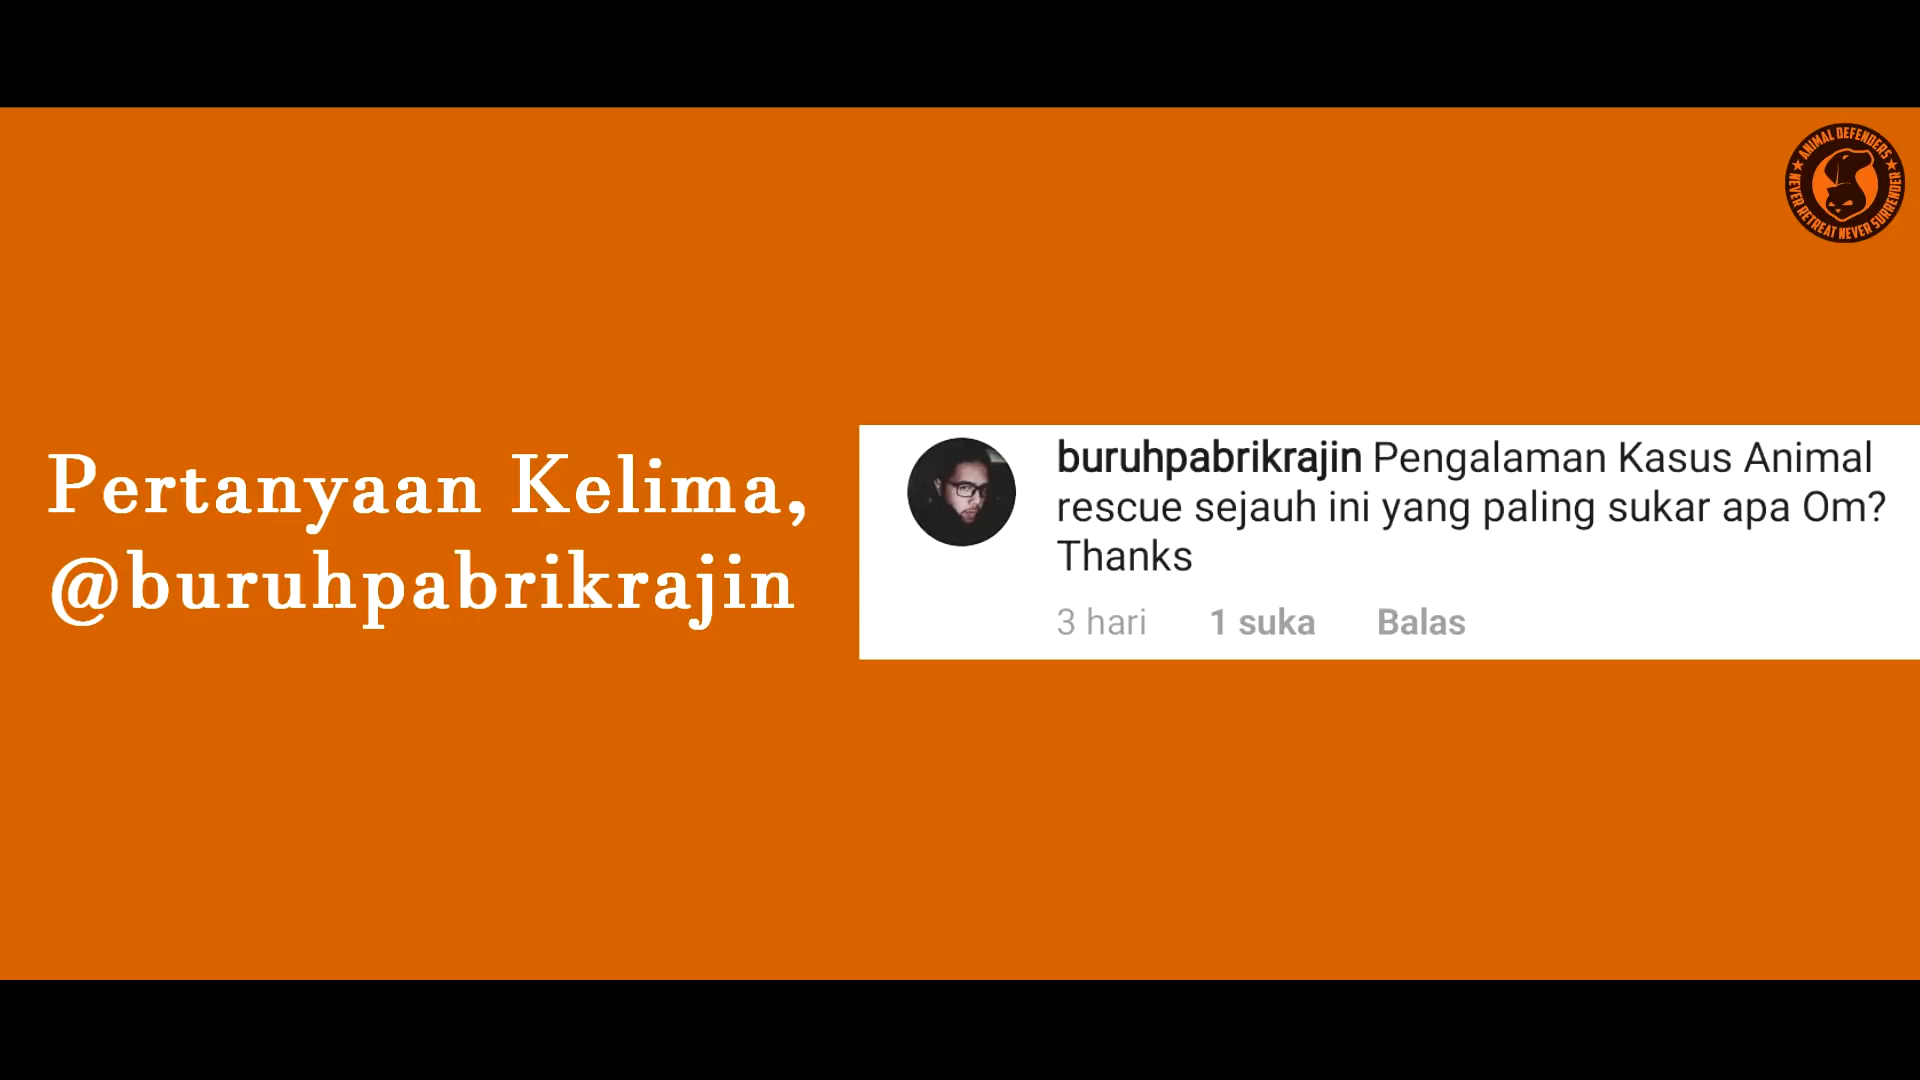 ANIMAL DEFENDERS
NEVER RETREAT NEVER SURRENDER
Pertanyaan Kelima,
@buruhpabrikrajin
buruhpabrikrajin Pengalaman Kasus Animal
rescue sejauh ini yang paling sukar apa Om?
Thanks
3 hari 1 suka Balas